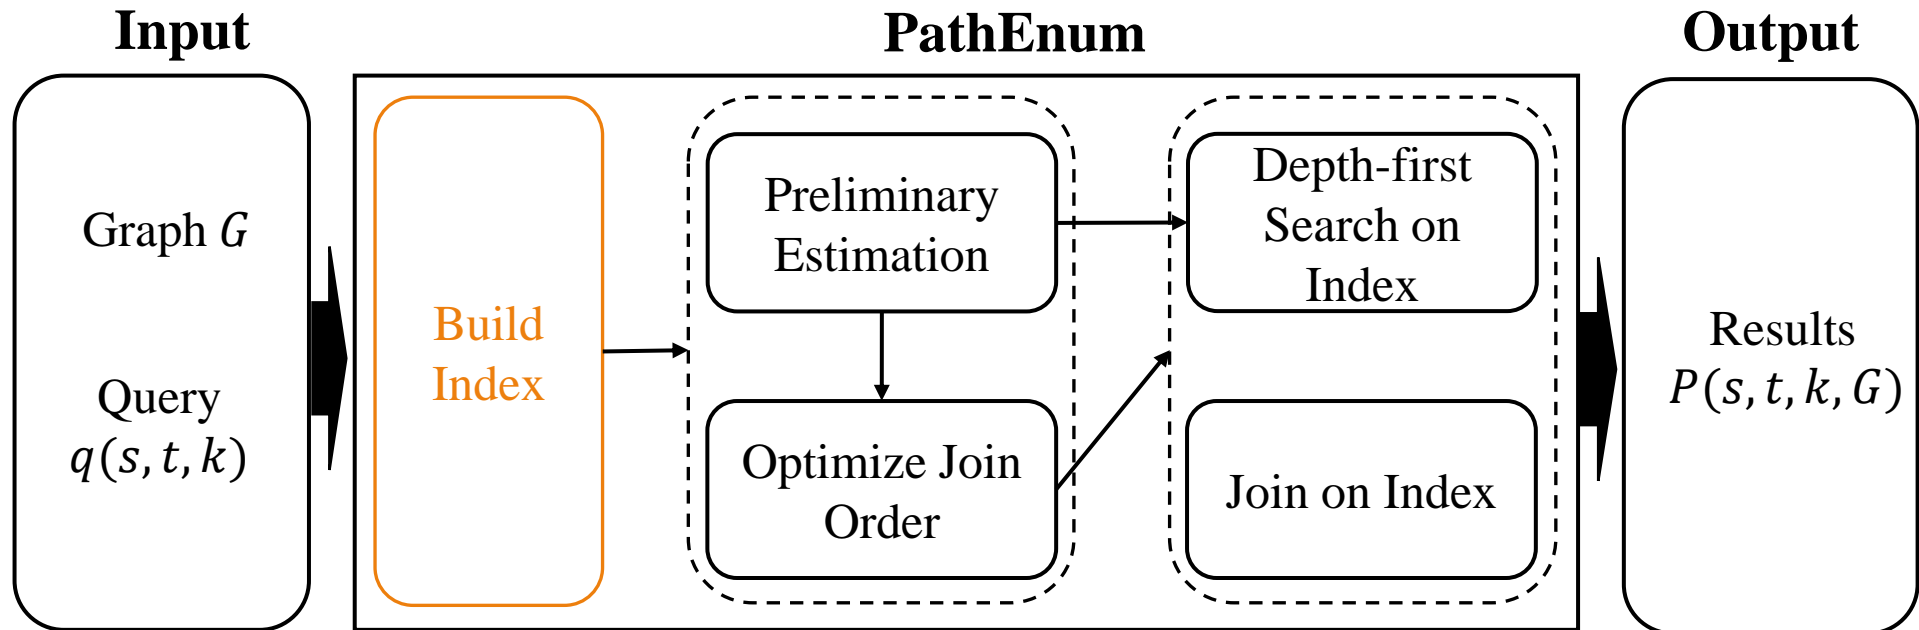 Input
PathEnum
Output
Graph G
Query
q(s, t, k)
Build
Index
Preliminary
Estimation
Optimize Join
Order
Depth-first
Search on
Index
Join on Index
Results
P(s, t, k, G)